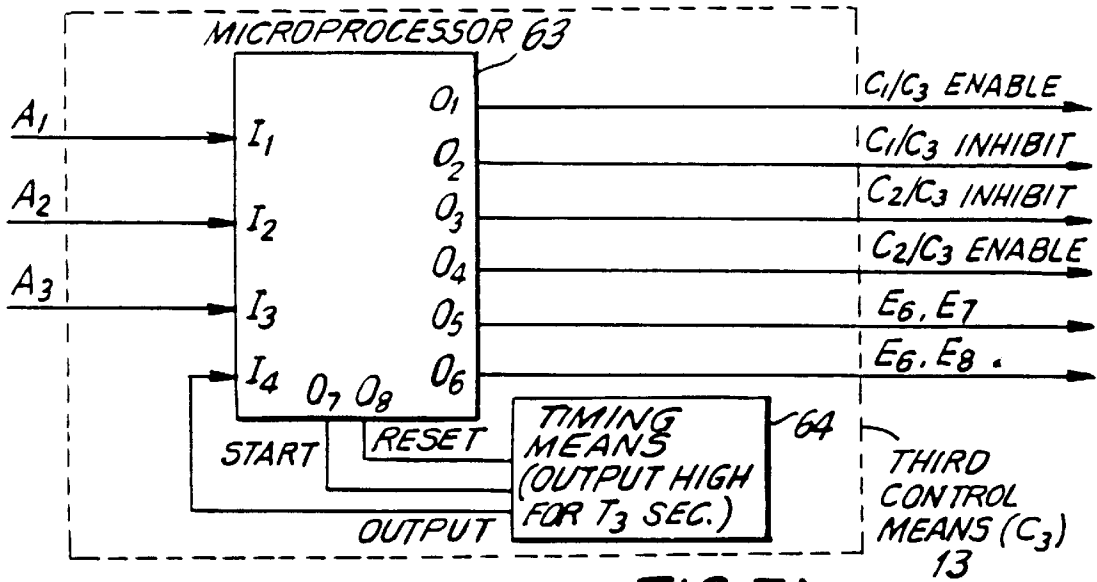 MICROPROCESSOR 63
A1
A2
A3
I1
I2
I3
I4
O1
O2
O3
O4
O5
O6
O7 O8
C1/C3 ENABLE
C1/C3 INHIBIT
C2/C3 INHIBIT
C2/C3 ENABLE
E6, E7
E6, E8 .
START
RESET
OUTPUT
TIMING
MEANS
(OUTPUT HIGH
FOR T3 SEC.)
64
THIRD
CONTROL
MEANS (C3)
13